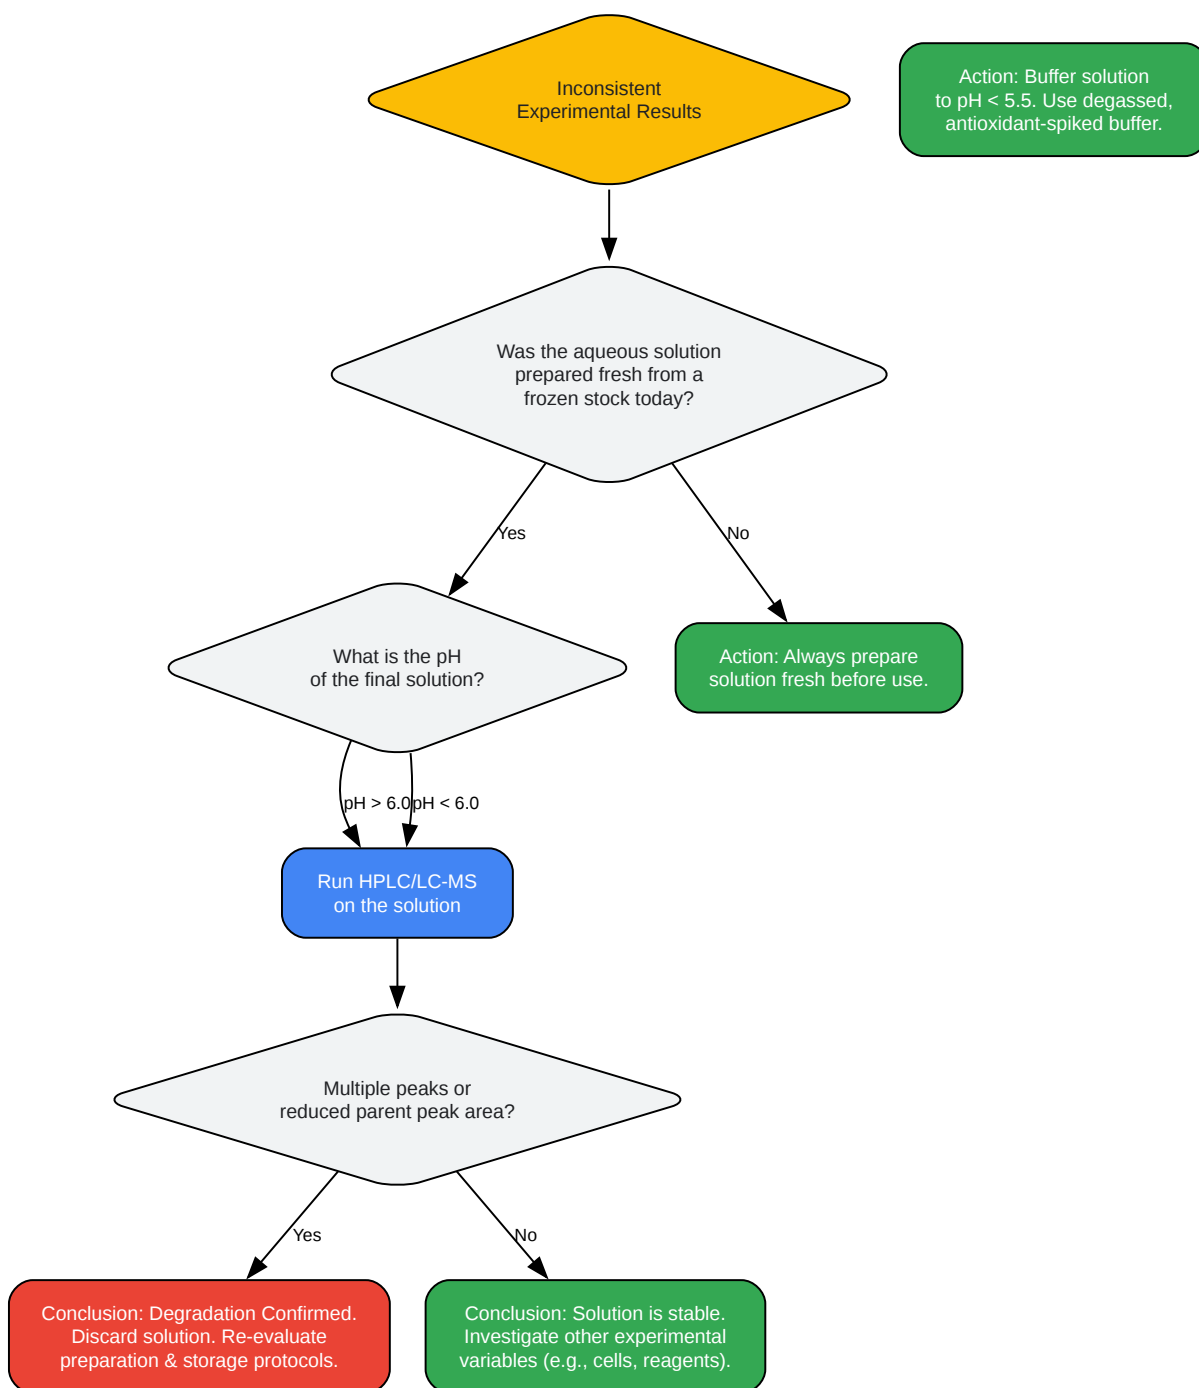 Inconsistent
Experimental Results
Action: Buffer solution
to pH < 5.5. Use degassed,
antioxidant-spiked buffer.
Was the aqueous solution
prepared fresh from a
frozen stock today?
Yes
No
What is the pH
of the final solution?
Action: Always prepare
solution fresh before use.
pH > 6.0
pH < 6.0
Run HPLC/LC-MS
on the solution
Multiple peaks or
reduced parent peak area?
Yes
No
Conclusion: Degradation Confirmed.
Discard solution. Re-evaluate
preparation & storage protocols.
Conclusion: Solution is stable.
Investigate other experimental
variables (e.g., cells, reagents).